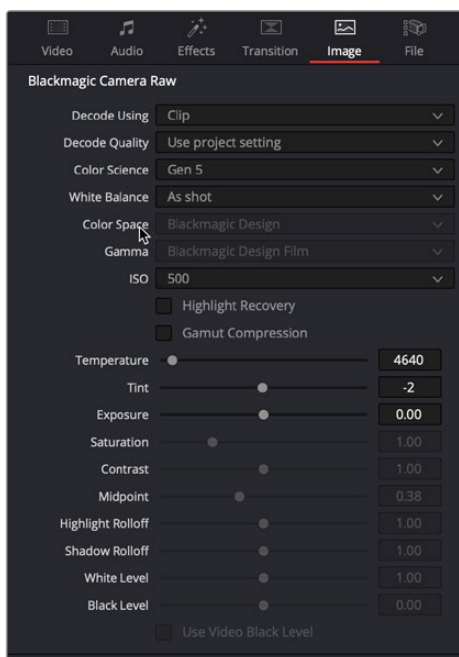 Video Audio Effects Transition Image File
Blackmagic Camera Raw
Decode Using Clip
Decode Quality Use project setting
Color Science Gen 5
White Balance As shot
Color Space Blackmagic Design
Gamma Blackmagic Design Film
ISO 500
Highlight Recovery
Gamut Compression
Temperature 4640
Tint -2
Exposure 0.00
Saturation 1.00
Contrast 1.00
Midpoint 0.38
Highlight Rolloff 1.00
Shadow Rolloff 1.00
White Level 1.00
Black Level 0.00
Use Video Black Level